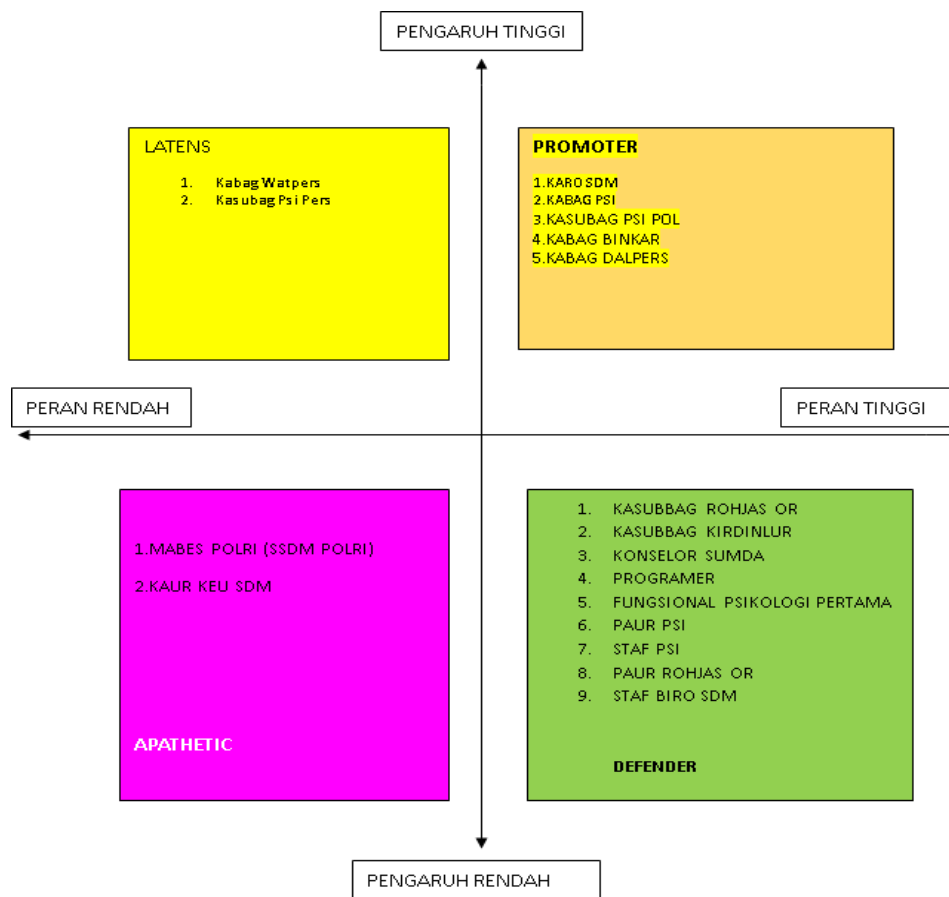 PENGARUH TINGGI
LATENS
1. Kabag Watpers
2. Kasubag Psi Pers
PROMOTER
1.KARO SDM
2.KABAG PSI
3.KASUBAG PSI POL
4.KABAG BINKAR
5.KABAG DALPERS
PERAN RENDAH
PERAN TINGGI
1.MABES POLRI (SSDM POLRI)
2.KAUR KEU SDM
APATHETIC
1. KASUBBAG ROHJAS OR
2. KASUBBAG KIRDINLUR
3. KONSELOR SUMDA
4. PROGRAMER
5. FUNGSIONAL PSIKOLOGI PERTAMA
6. PAUR PSI
7. STAF PSI
8. PAUR ROHJAS OR
9. STAF BIRO SDM
DEFENDER
PENGARUH RENDAH